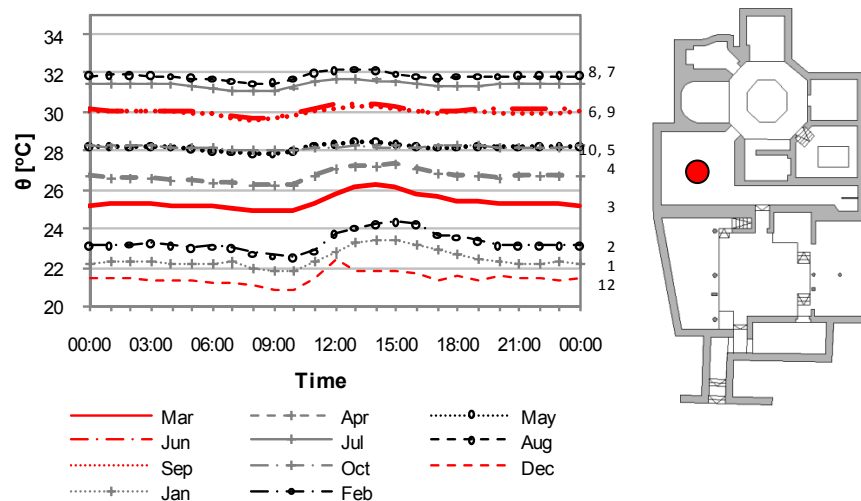 34
32
30
28
26
24
22
20
θ [°C]
8, 7
6, 9
10, 5
4
3
2
1
12
00:00 03:00 06:00 09:00 12:00 15:00 18:00 21:00 00:00
Time
Mar Apr May
Jun Jul Aug
Sep Oct Dec
Jan Feb